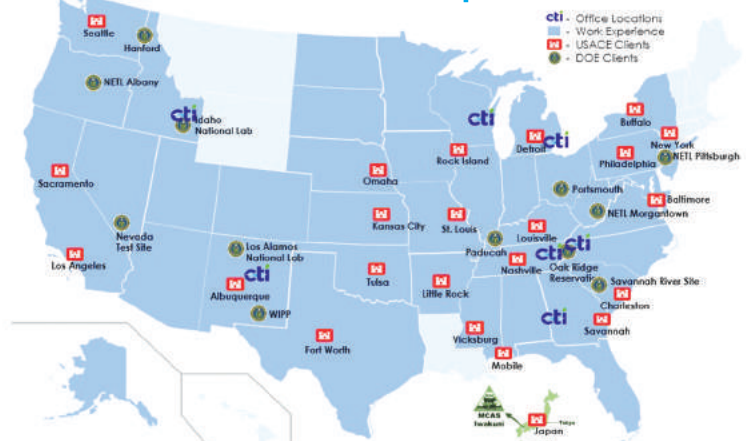 cti - Office Locations
- Work Experience
- USACE Clients
- DOE Clients
Seattle
Hanford
NETL Albany
cti
Idaho
National Lab
cti
Buffalo
Detroit
cti
New York
Rock Island
Philadelphia
NETL Pittsburgh
Sacramento
Omaha
Portsmouth
Baltimore
NETL Morgantown
Kansas City
St. Louis
Nevada
Test Site
Los Alamos
National Lab
Louisville
Paducah
cti
cti
Nashville
Oak Ridge
Reservatio
Los Angeles
cti
Albuquerque
Tulsa
Little Rock
Savannah River Site
Charleston
WIPP
cti
Savannah
Fort Worth
Vicksburg
Mobile
MCAS
Iwakuni
Tokyo
Japan